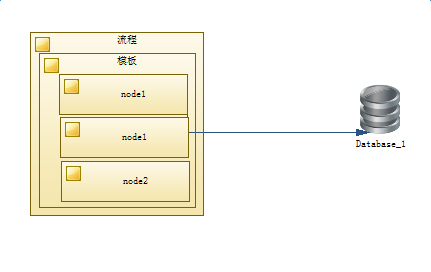 流程
模板
node1
node1
Database_1
node2